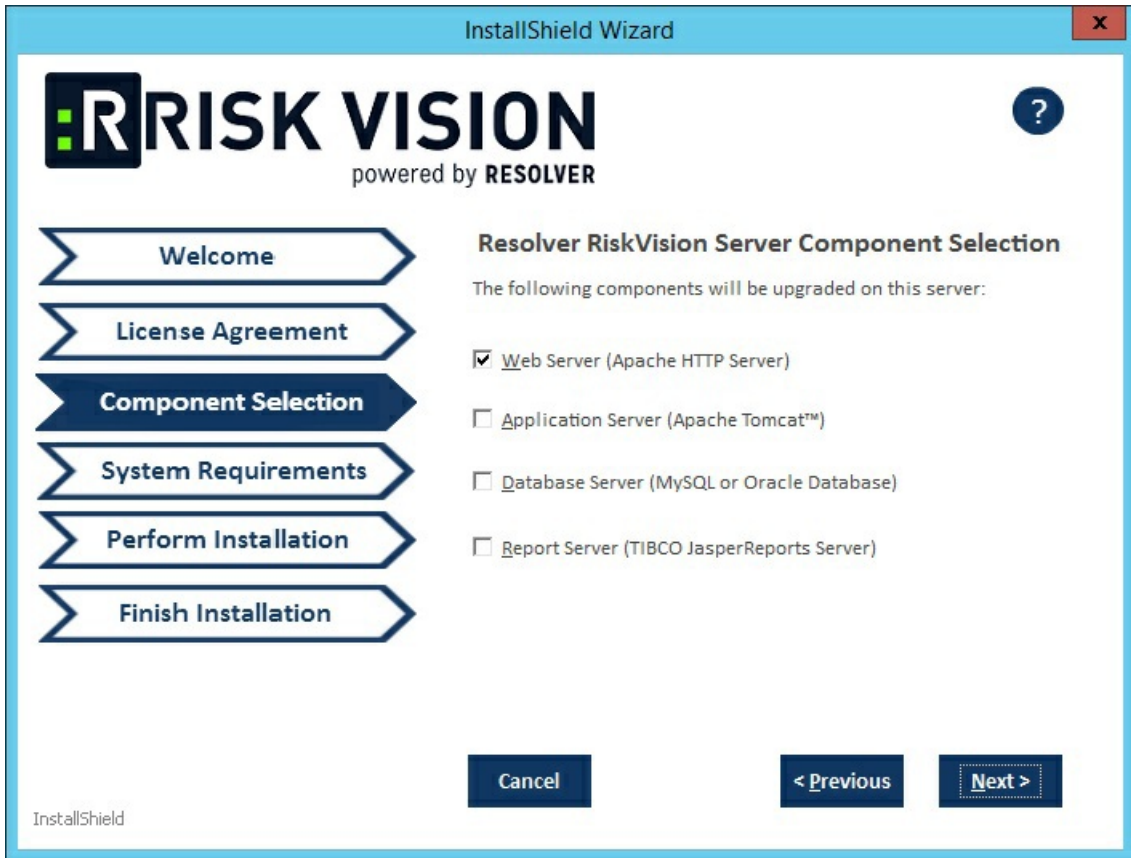 InstallShield Wizard
x
:R RISK VISION
powered by RESOLVER
?
Welcome
License Agreement
Component Selection
System Requirements
Perform Installation
Finish Installation
Resolver RiskVision Server Component Selection
The following components will be upgraded on this server:
Web Server (Apache HTTP Server)
Application Server (Apache Tomcat™)
Database Server (MySQL or Oracle Database)
Report Server (TIBCO JasperReports Server)
Cancel
< Previous
Next >
InstallShield